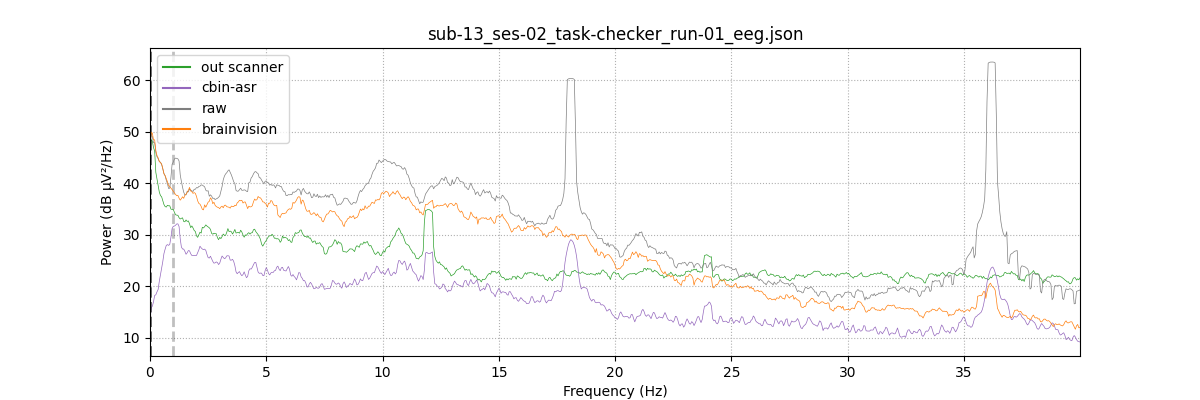 sub-13_ses-02_task-checker_run-01_eeg.json
out scanner
cbin-asr
raw
brainvision
Power (dB µV²/Hz)
60
50
40
30
20
10
0 5 10 15 20 25 30 35
Frequency (Hz)